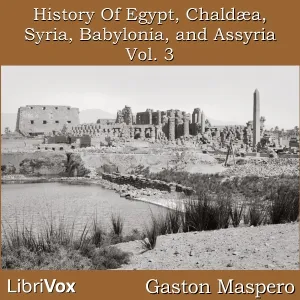 History Of Egypt, Chaldæa,
Syria, Babylonia, and Assyria
Vol. 3
LibriVox
Gaston Maspero